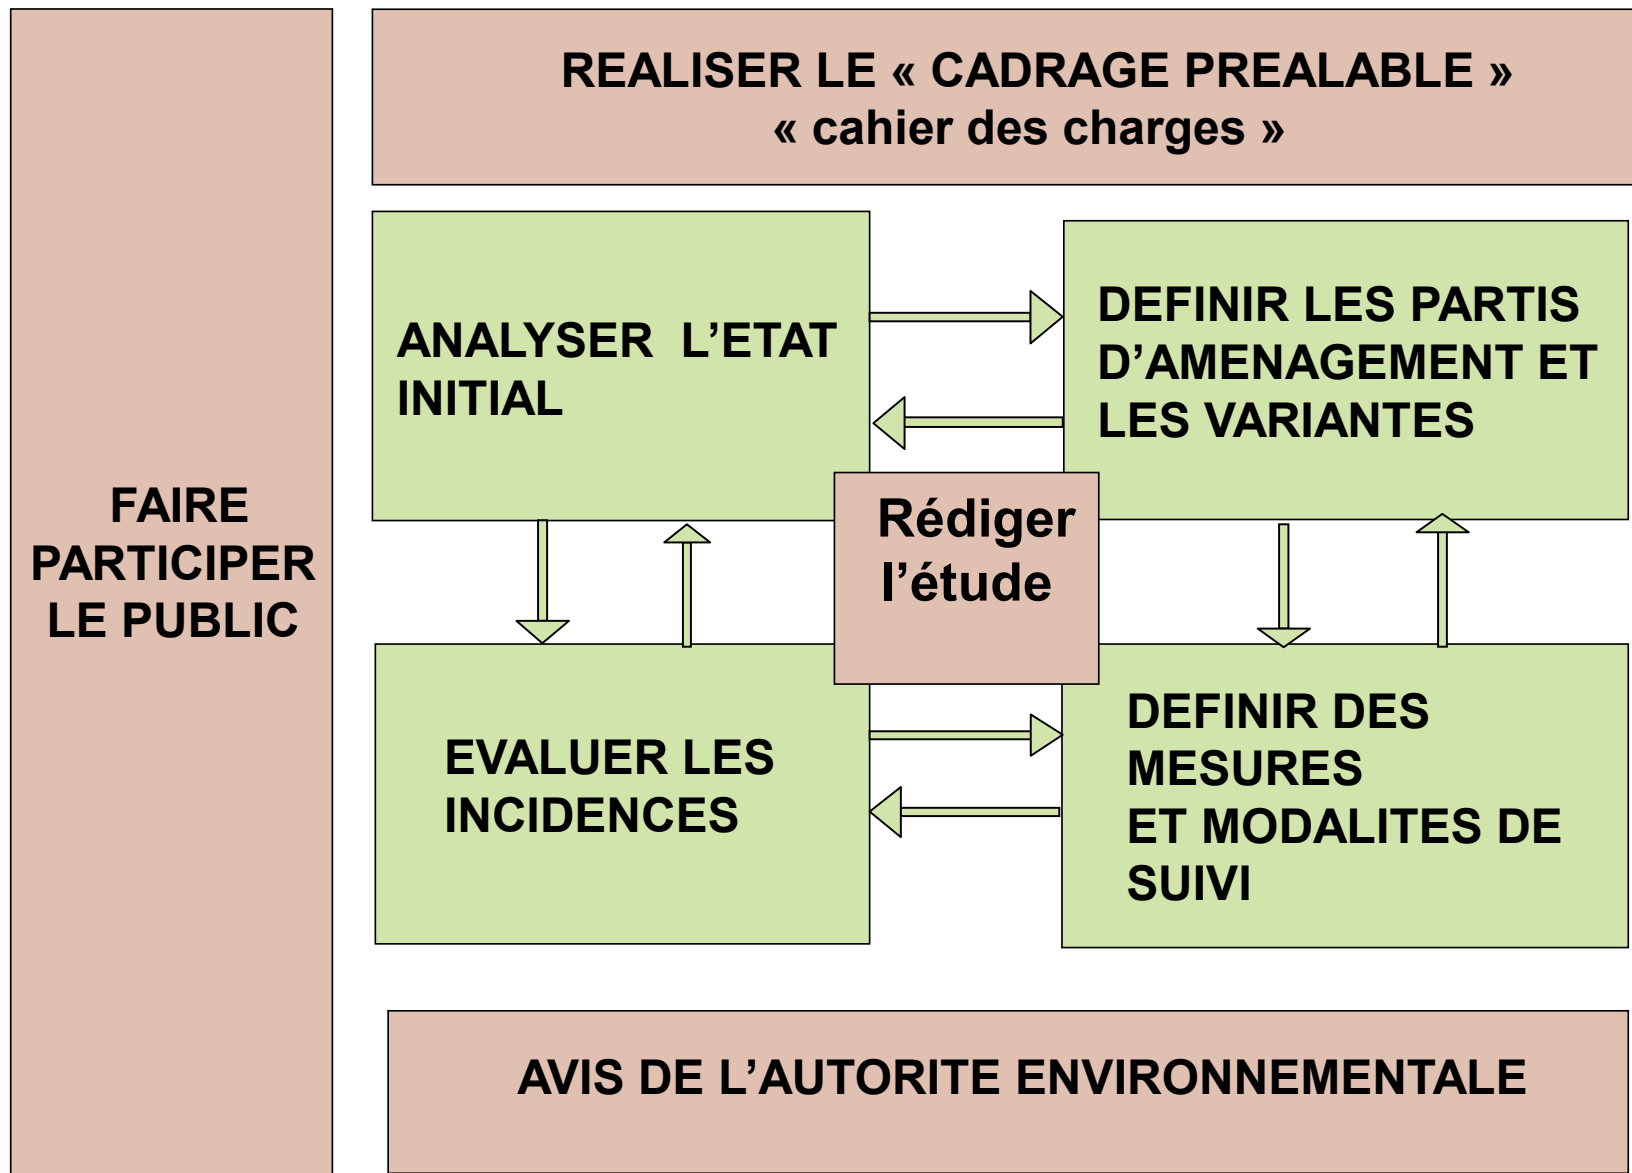 REALISER LE « CADRAGE PREALABLE »
« cahier des charges »
FAIRE
PARTICIPER
LE PUBLIC
ANALYSER L’ETAT
INITIAL
DEFINIR LES PARTIS
D’AMENAGEMENT ET
LES VARIANTES
Rédiger
l’étude
EVALUER LES
INCIDENCES
DEFINIR DES
MESURES
ET MODALITES DE
SUIVI
AVIS DE L’AUTORITE ENVIRONNEMENTALE